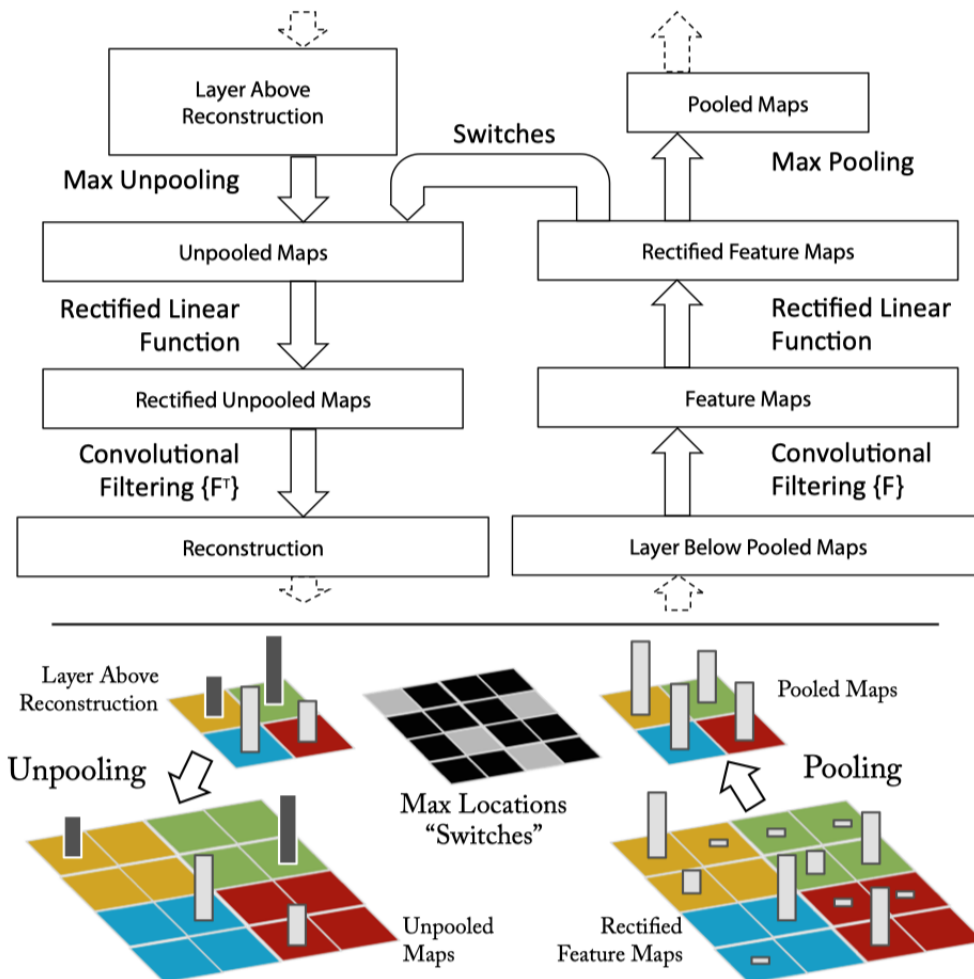 Layer Above
Reconstruction
Pooled Maps
Switches
Max Unpooling
Max Pooling
Unpooled Maps
Rectified Feature Maps
Rectified Linear
Function
Rectified Linear
Function
Rectified Unpooled Maps
Feature Maps
Convolutional
Filtering {Fᵀ}
Convolutional
Filtering {F}
Reconstruction
Layer Below Pooled Maps
Layer Above
Reconstruction
Pooled Maps
Unpooling
Pooling
Max Locations
“Switches”
Unpooled
Maps
Rectified
Feature Maps